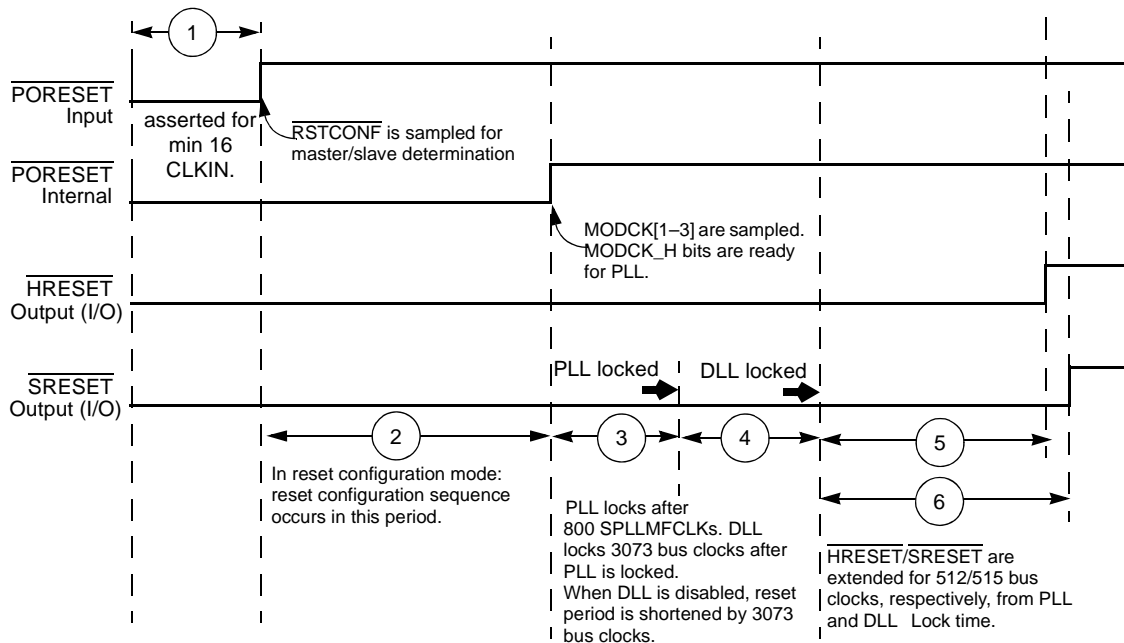 1
PORESET
Input
asserted for
min 16
CLKIN.
RSTCONF is sampled for
master/slave determination
PORESET
Internal
MODCK[1–3] are sampled.
MODCK_H bits are ready
for PLL.
HRESET
Output (I/O)
PLL locked
DLL locked
SRESET
Output (I/O)
2
3
4
5
In reset configuration mode:
reset configuration sequence
occurs in this period.
6
PLL locks after
800 SPLLMFCLKs. DLL
locks 3073 bus clocks after
PLL is locked.
When DLL is disabled, reset
period is shortened by 3073
bus clocks.
HRESET/SRESET are
extended for 512/515 bus
clocks, respectively, from PLL
and DLL Lock time.